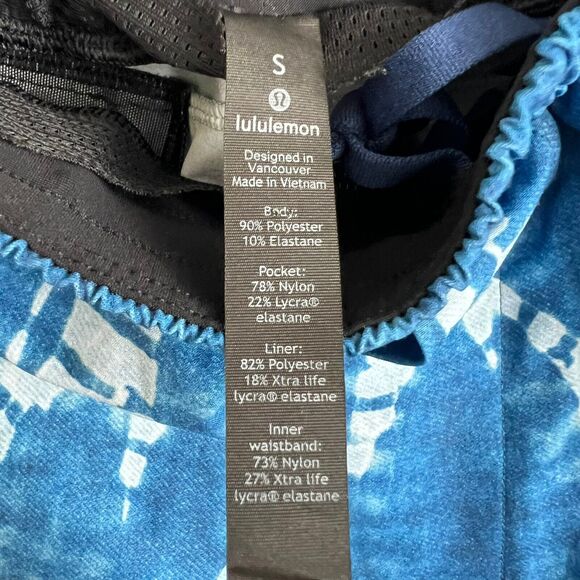 S
lululemon
Designed in
Vancouver
Made in Vietnam
Body:
90% Polyester
10% Elastane
Pocket:
78% Nylon
22% Lycra®
elastane
Liner:
82% Polyester
18% Xtra life
lycra® elastane
Inner
waistband:
73% Nylon
27% Xtra life
lycra® elastane